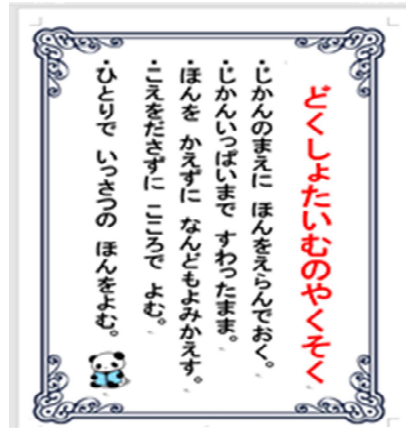 どくしょたいむのやくそく
・じかんのまえに ほんをえらんでおく。
・じかんいっぱいまで すわったまま。
・ほんを かえずに なんどもよみかえす。
・こえをださずに こころで よむ。
・ひとりで いっさつの ほんをよむ。